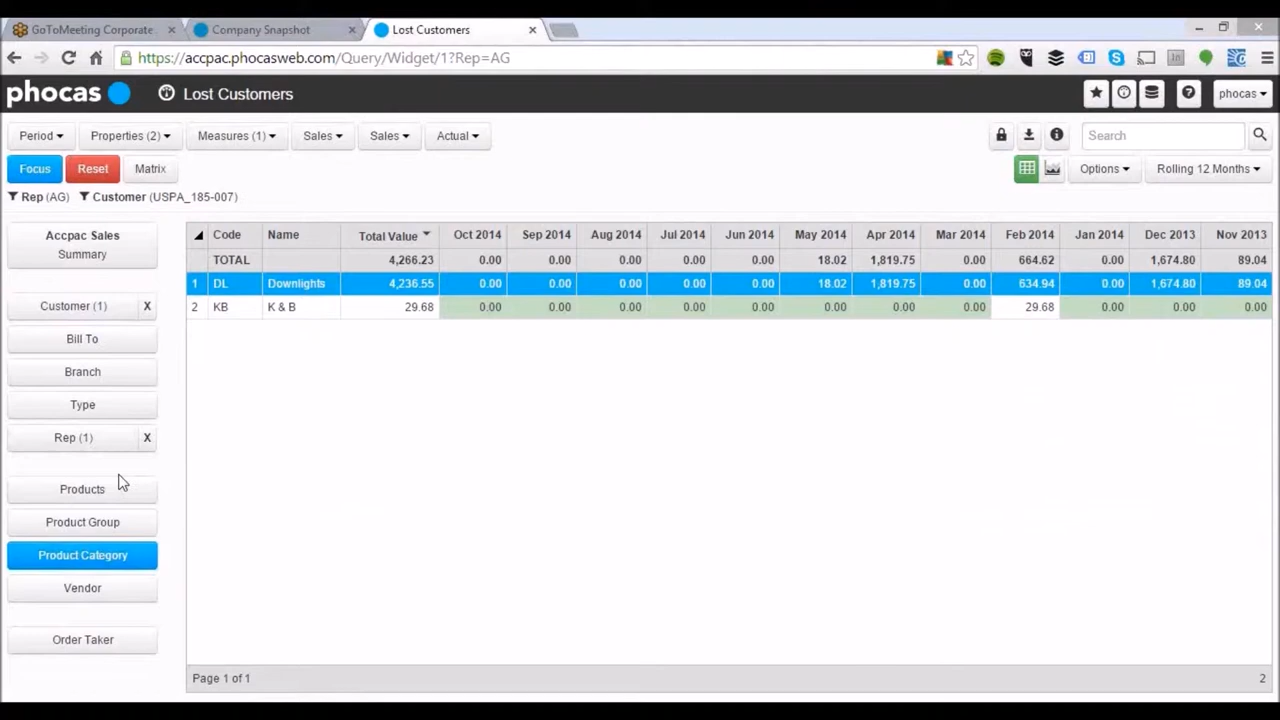 GoToMeeting Corporate
Company Snapshot
Lost Customers
https://accpac.phocasweb.com/Query/Widget/1?Rep=AG
phocas
Lost Customers
phocas
Period
Properties (2)
Measures (1)
Sales
Sales
Actual
Search
Focus
Reset
Matrix
Options
Rolling 12 Months
Rep (AG) Customer (USPA_185-007)
Accpac Sales
Summary
Customer (1) X
Bill To
Branch
Type
Rep (1) X
Products
Product Group
Product Category
Vendor
Order Taker
Code Name Total Value Oct 2014 Sep 2014 Aug 2014 Jul 2014 Jun 2014 May 2014 Apr 2014 Mar 2014 Feb 2014 Jan 2014 Dec 2013 Nov 2013
TOTAL 4,266.23 0.00 0.00 0.00 0.00 0.00 18.02 1,819.75 0.00 664.62 0.00 1,674.80 89.04
1 DL Downlights 4,236.55 0.00 0.00 0.00 0.00 0.00 18.02 1,819.75 0.00 634.94 0.00 1,674.80 89.04
2 KB K & B 29.68 0.00 0.00 0.00 0.00 0.00 0.00 0.00 0.00 29.68 0.00 0.00 0.00
Page 1 of 1 2